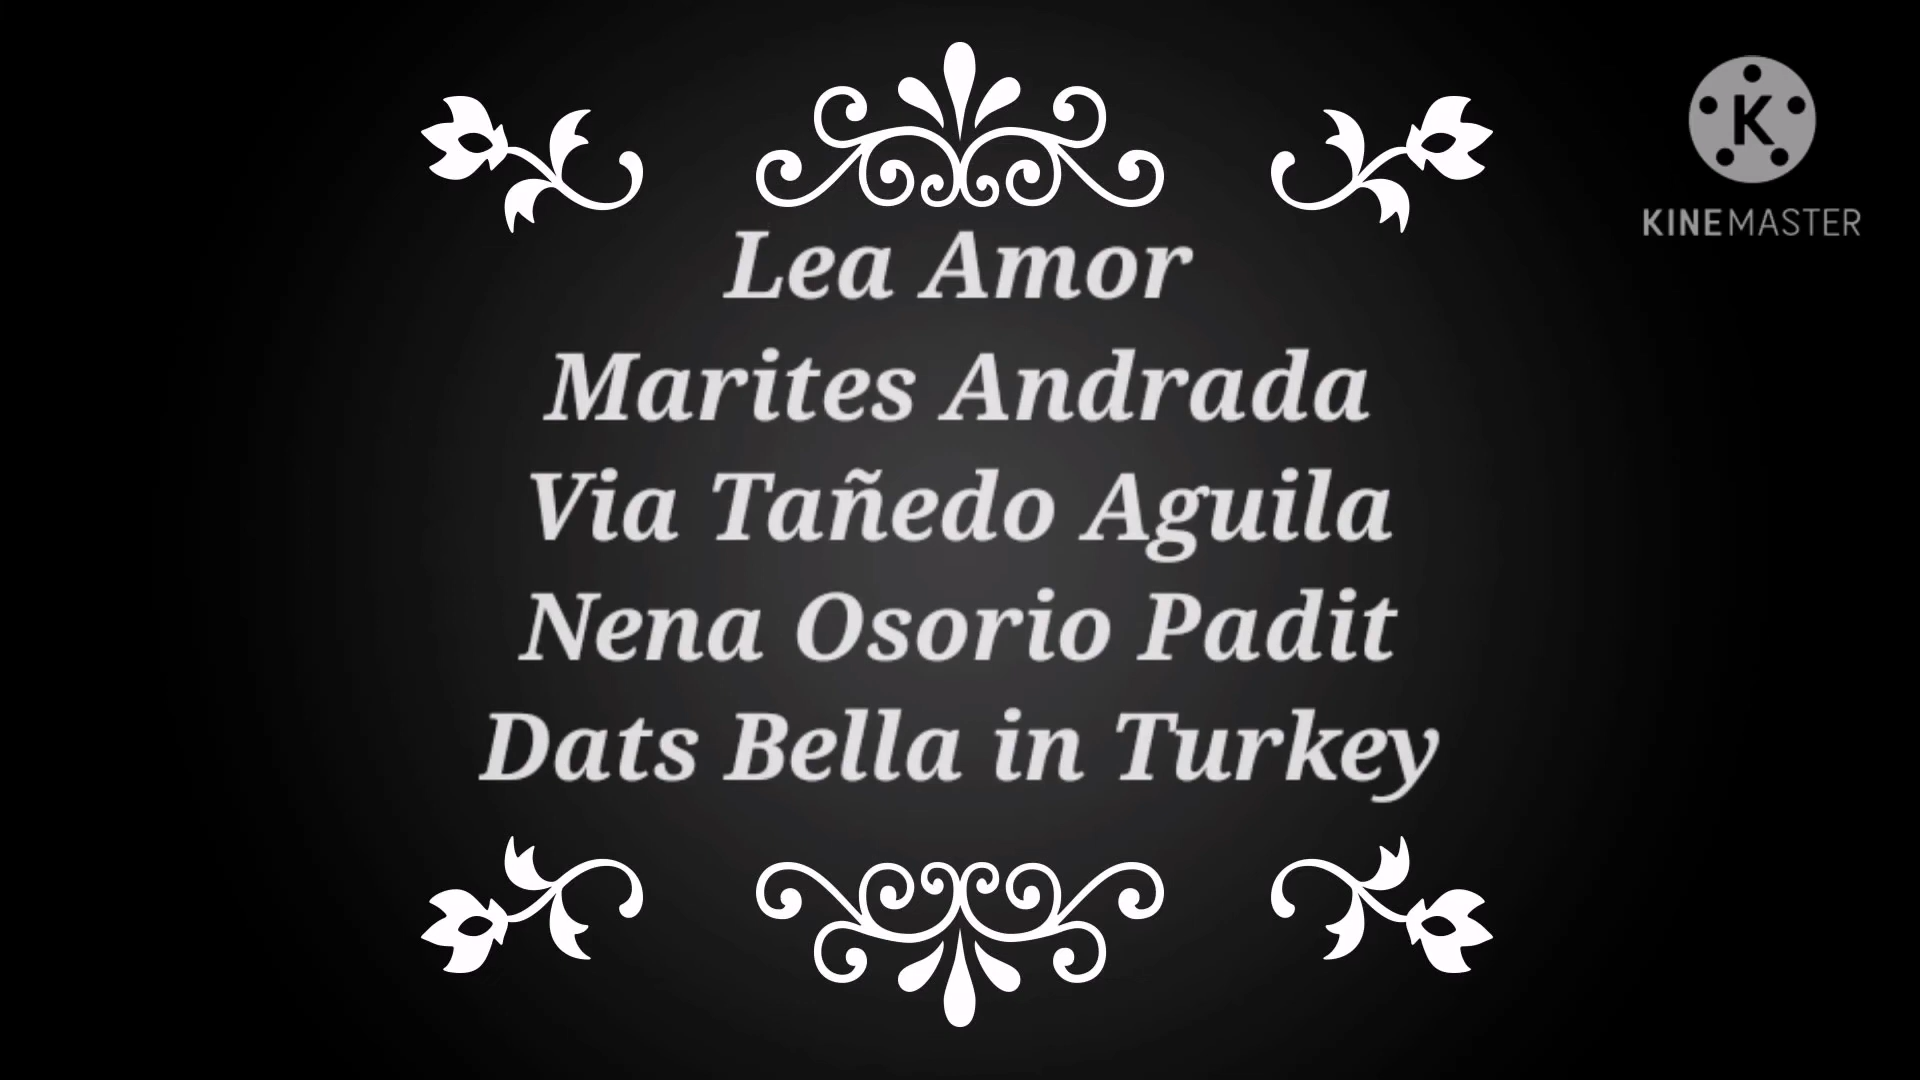 Lea Amor
Marites Andrada
Via Tañedo Aguila
Nena Osorio Padit
Dats Bella in Turkey
K
KINEMASTER